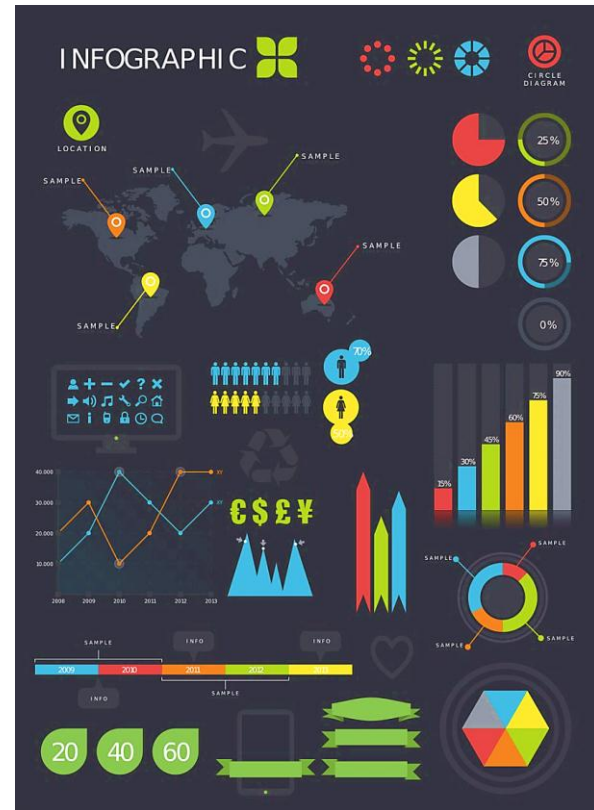 INFOGRAPHIC
CIRCLE
DIAGRAM
LOCATION
SAMPLE
SAMPLE
SAMPLE
SAMPLE
SAMPLE
25%
50%
75%
0%
70%
60%
? i
€$£¥
40.000
30.000
20.000
10.000
2008 2009 2010 2011 2012 2013
15%
30%
45%
60%
75%
90%
SAMPLE
SAMPLE
SAMPLE
SAMPLE
SAMPLE
INFO
INFO
2009 2010 2011 2012 2013
INFO
SAMPLE
20 40 60